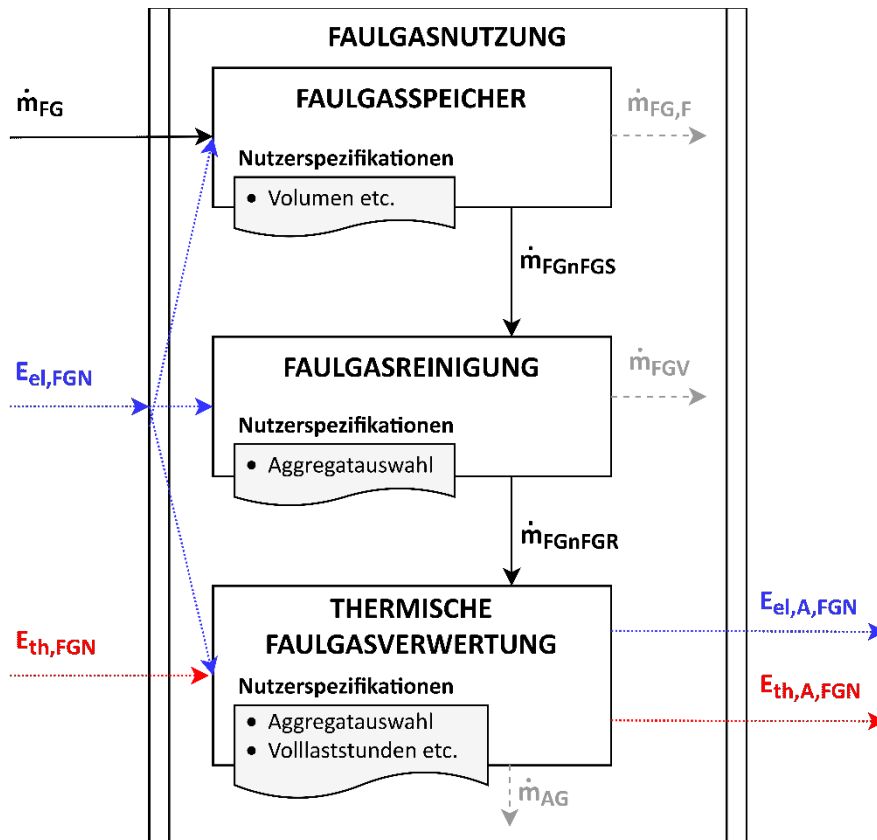 FAULGASNUTZUNG
FAULGASSPEICHER
ṁFG
ṁFG,F
Nutzerspezifikationen
● Volumen etc.
ṁFGnFGS
FAULGASREINIGUNG
ṁFGV
Eel,FGN
Nutzerspezifikationen
● Aggregatauswahl
ṁFGnFGR
THERMISCHE
FAULGASVERWERTUNG
Eel,A,FGN
Eth,FGN
Nutzerspezifikationen
Eth,A,FGN
● Aggregatauswahl
● Volllaststunden etc.
ṁAG